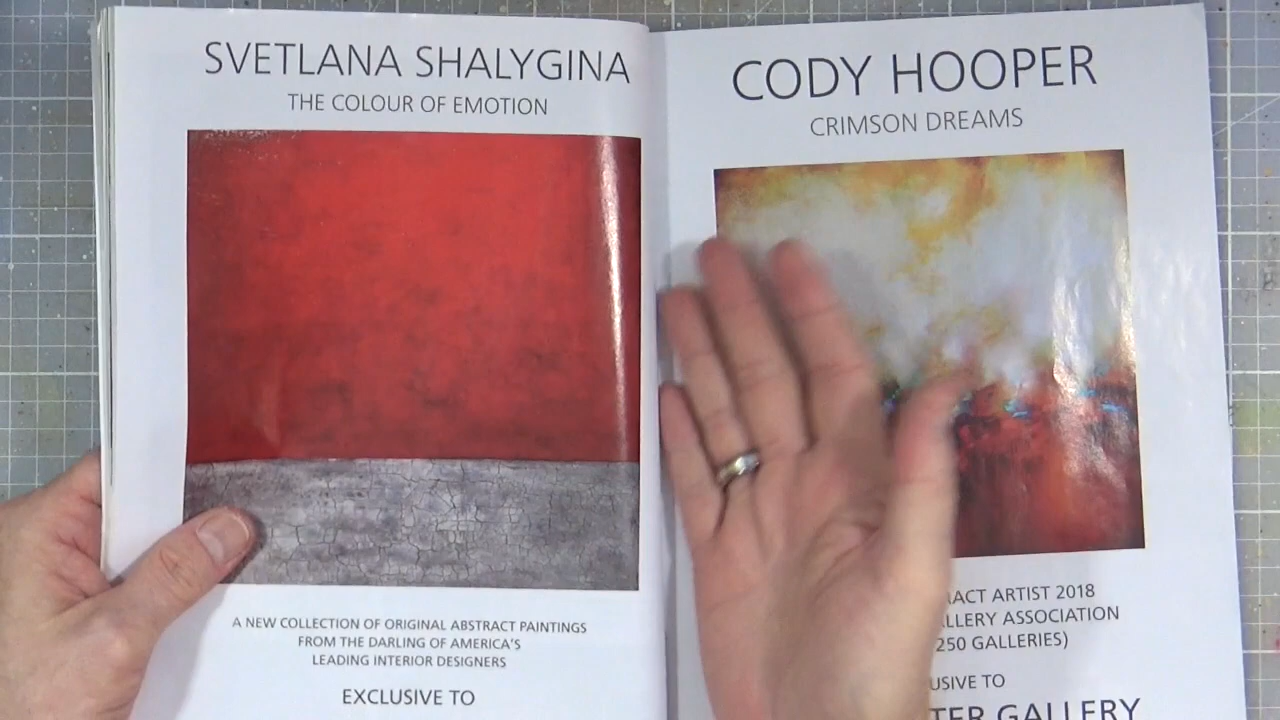 SVETLANA SHALYGINA
THE COLOUR OF EMOTION
A NEW COLLECTION OF ORIGINAL ABSTRACT PAINTINGS
FROM THE DARLING OF AMERICA'S
LEADING INTERIOR DESIGNERS
EXCLUSIVE TO
CODY HOOPER
CRIMSON DREAMS
ARTIST 2018
ASSOCIATION
250 GALLERIES)
TO
GALLERY